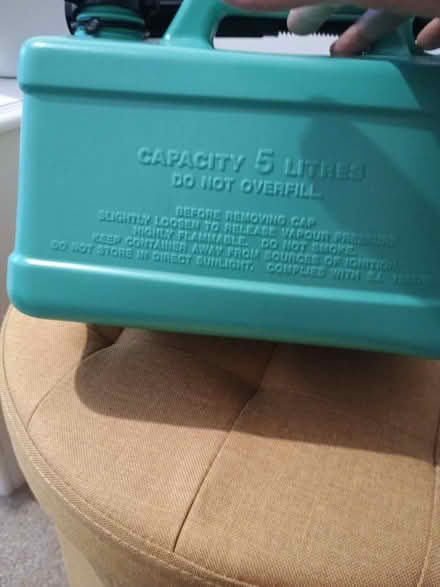 CAPACITY 5 LITRES
DO NOT OVERFILL.
BEFORE REMOVING CAP
SLIGHTLY LOOSEN TO RELEASE VAPOUR PRESSURE
HIGHLY FLAMMABLE. DO NOT SMOKE.
KEEP CONTAINER AWAY FROM SOURCES OF IGNITION
DO NOT STORE IN DIRECT SUNLIGHT. COMPLIES WITH S.I.